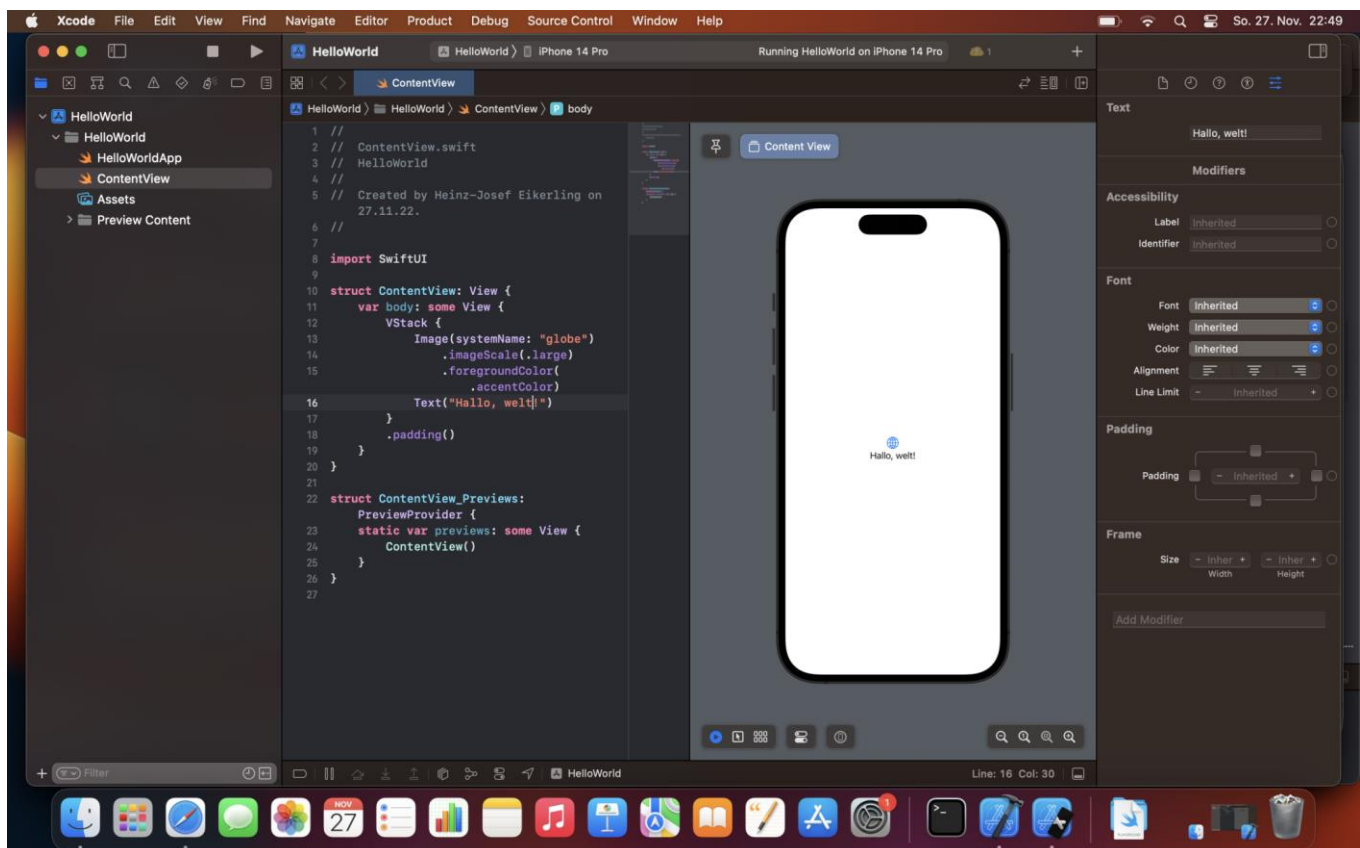 Xcode File Edit View Find Navigate Editor Product Debug Source Control Window Help So. 27. Nov. 22:49
HelloWorld HelloWorld iPhone 14 Pro Running HelloWorld on iPhone 14 Pro 1
ContentView
HelloWorld HelloWorld ContentView body
HelloWorld
HelloWorld
HelloWorldApp
ContentView
Assets
Preview Content
1 //
2 // ContentView.swift
3 // HelloWorld
4 //
5 // Created by Heinz-Josef Eikerling on
27.11.22.
6 //
7
8 import SwiftUI
9
10 struct ContentView: View {
11 var body: some View {
12 VStack {
13 Image(systemName: "globe")
14 .imageScale(.large)
15 .foregroundColor(
.accentColor)
16 Text("Hallo, welt!")
17 }
18 .padding()
19 }
20 }
21
22 struct ContentView_Previews:
PreviewProvider {
23 static var previews: some View {
24 ContentView()
25 }
26 }
27
Content View
Hallo, welt!
Text
Hallo, welt!
Modifiers
Accessibility
Label Inherited
Identifier Inherited
Font
Font Inherited
Weight Inherited
Color Inherited
Alignment
Line Limit - Inherited +
Padding
Padding - Inherited +
Frame
Size - Inher + - Inher +
Width Height
Add Modifier
Filter
HelloWorld
Line: 16 Col: 30
NOV
27
1